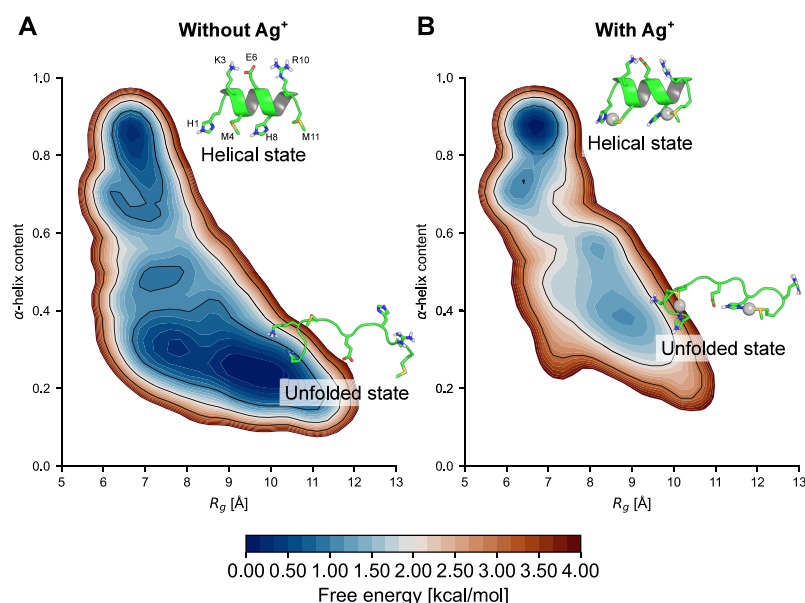 A
Without Ag⁺
B
With Ag⁺
K3
E6
R10
H1
M4
H8
M11
Helical state
Helical state
Unfolded state
Unfolded state
α-helix content
1.0
0.8
0.6
0.4
0.2
0.0
5 6 7 8 9 10 11 12 13
R_g [Å]
α-helix content
1.0
0.8
0.6
0.4
0.2
0.0
5 6 7 8 9 10 11 12 13
R_g [Å]
0.00 0.50 1.00 1.50 2.00 2.50 3.00 3.50 4.00
Free energy [kcal/mol]